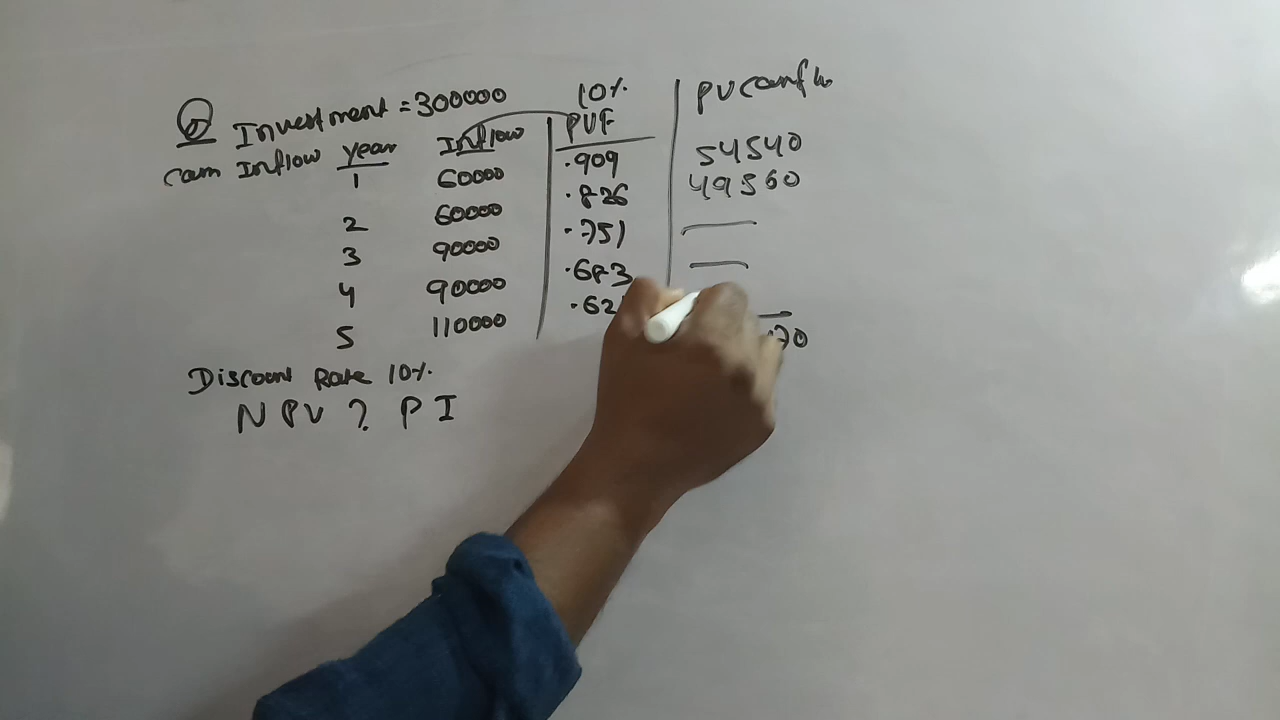 Q Investment = 300000 10% PV cash
Cash Inflow year Inflow PVF
1 60000 .909 54540
2 60000 .826 49560
3 90000 .751
4 90000 .683
5 110000 .62
Discount Rate 10%.
NPV ? PI